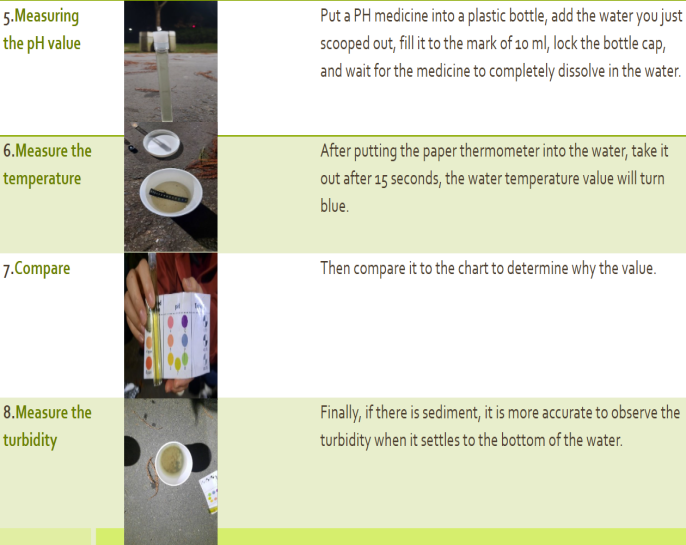 5.Measuring
the pH value
Put a PH medicine into a plastic bottle, add the water you just
scooped out, fill it to the mark of 10 ml, lock the bottle cap,
and wait for the medicine to completely dissolve in the water.
6.Measure the
temperature
After putting the paper thermometer into the water, take it
out after 15 seconds, the water temperature value will turn
blue.
7.Compare
Then compare it to the chart to determine why the value.
pH
8.Measure the
turbidity
Finally, if there is sediment, it is more accurate to observe the
turbidity when it settles to the bottom of the water.